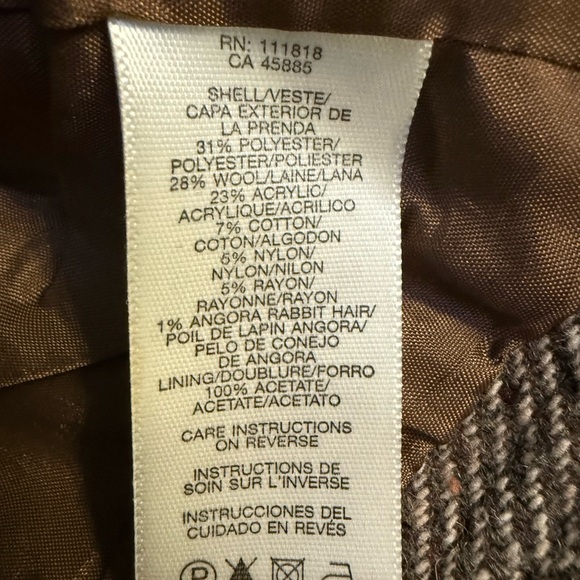 RN: 111818
CA 45885
SHELL/VESTE/
CAPA EXTERIOR DE
LA PRENDA
31% POLYESTER/
POLYESTER/POLIESTER
28% WOOL/LAINE/LANA
23% ACRYLIC/
ACRYLIQUE/ACRILICO
7% COTTON/
COTON/ALGODON
5% NYLON/
NYLON/NILON
5% RAYON/
RAYONNE/RAYON
1% ANGORA RABBIT HAIR/
POIL DE LAPIN ANGORA/
PELO DE CONEJO
DE ANGORA
LINING/DOUBLURE/FORRO
100% ACETATE/
ACETATE/ACETATO
CARE INSTRUCTIONS
ON REVERSE
INSTRUCTIONS DE
SOIN SUR L'INVERSE
INSTRUCCIONES DEL
CUIDADO EN REVÉS
P